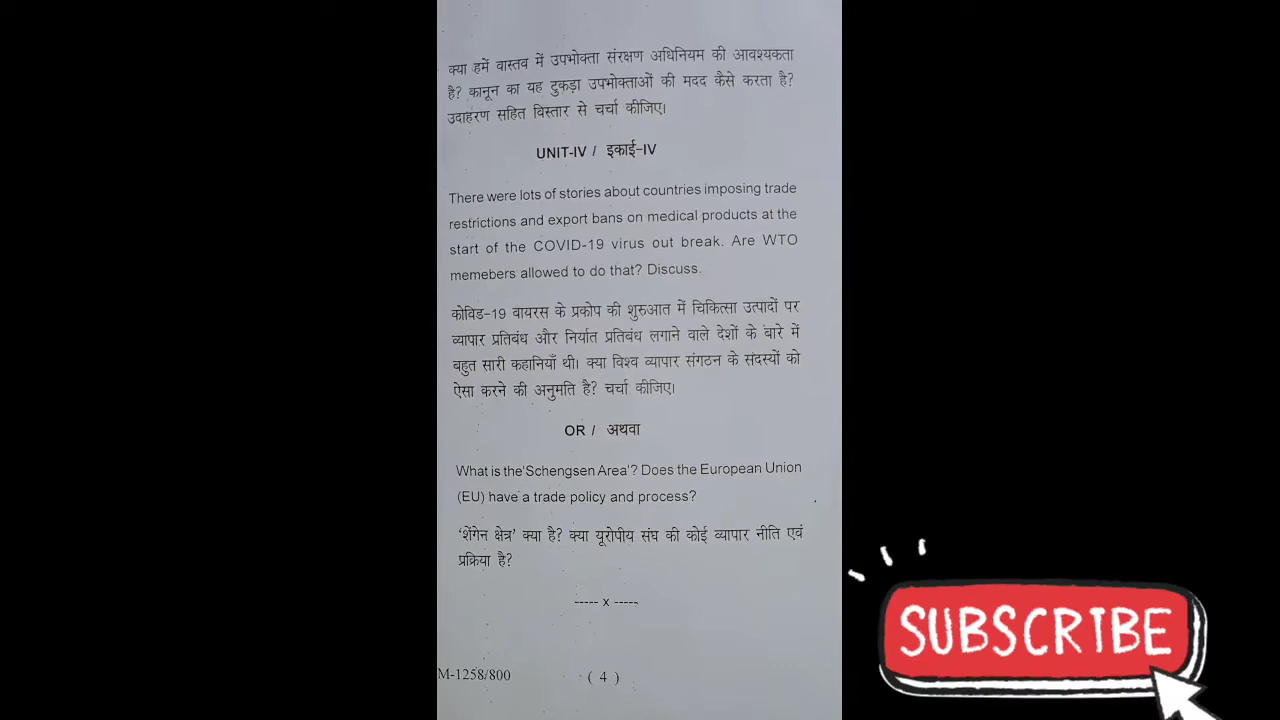 क्या हमें वास्तव में उपभोक्ता संरक्षण अधिनियम की आवश्यकता
है? कानून का यह टुकड़ा उपभोक्ताओं की मदद कैसे करता है?
उदाहरण सहित विस्तार से चर्चा कीजिए।
UNIT-IV / इकाई-IV
There were lots of stories about countries imposing trade
restrictions and export bans on medical products at the
start of the COVID-19 virus out break. Are WTO
memebers allowed to do that? Discuss.
कोविड-19 वायरस के प्रकोप की शुरुआत में चिकित्सा उत्पादों पर
व्यापार प्रतिबंध और निर्यात प्रतिबंध लगाने वाले देशों के बारे में
बहुत सारी कहानियाँ थी। क्या विश्व व्यापार संगठन के सदस्यों को
ऐसा करने की अनुमति है? चर्चा कीजिए।
OR / अथवा
What is the 'Schengsen Area'? Does the European Union
(EU) have a trade policy and process?
'शेंगेन क्षेत्र' क्या है? क्या यूरोपीय संघ की कोई व्यापार नीति एवं
प्रक्रिया है?
----- x -----
M-1258/800 ( 4 )
SUBSCRIBE